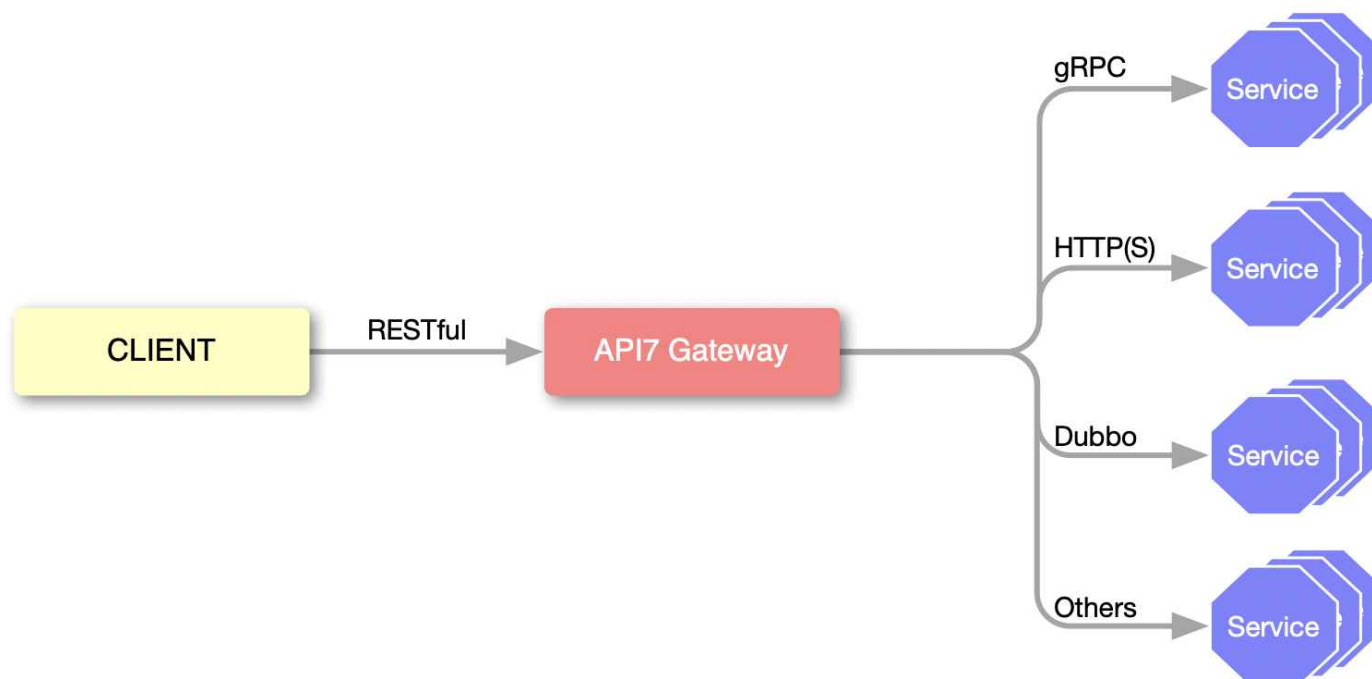 gRPC
Service
HTTP(S)
Service
CLIENT
RESTful
API7 Gateway
Dubbo
Service
Others
Service